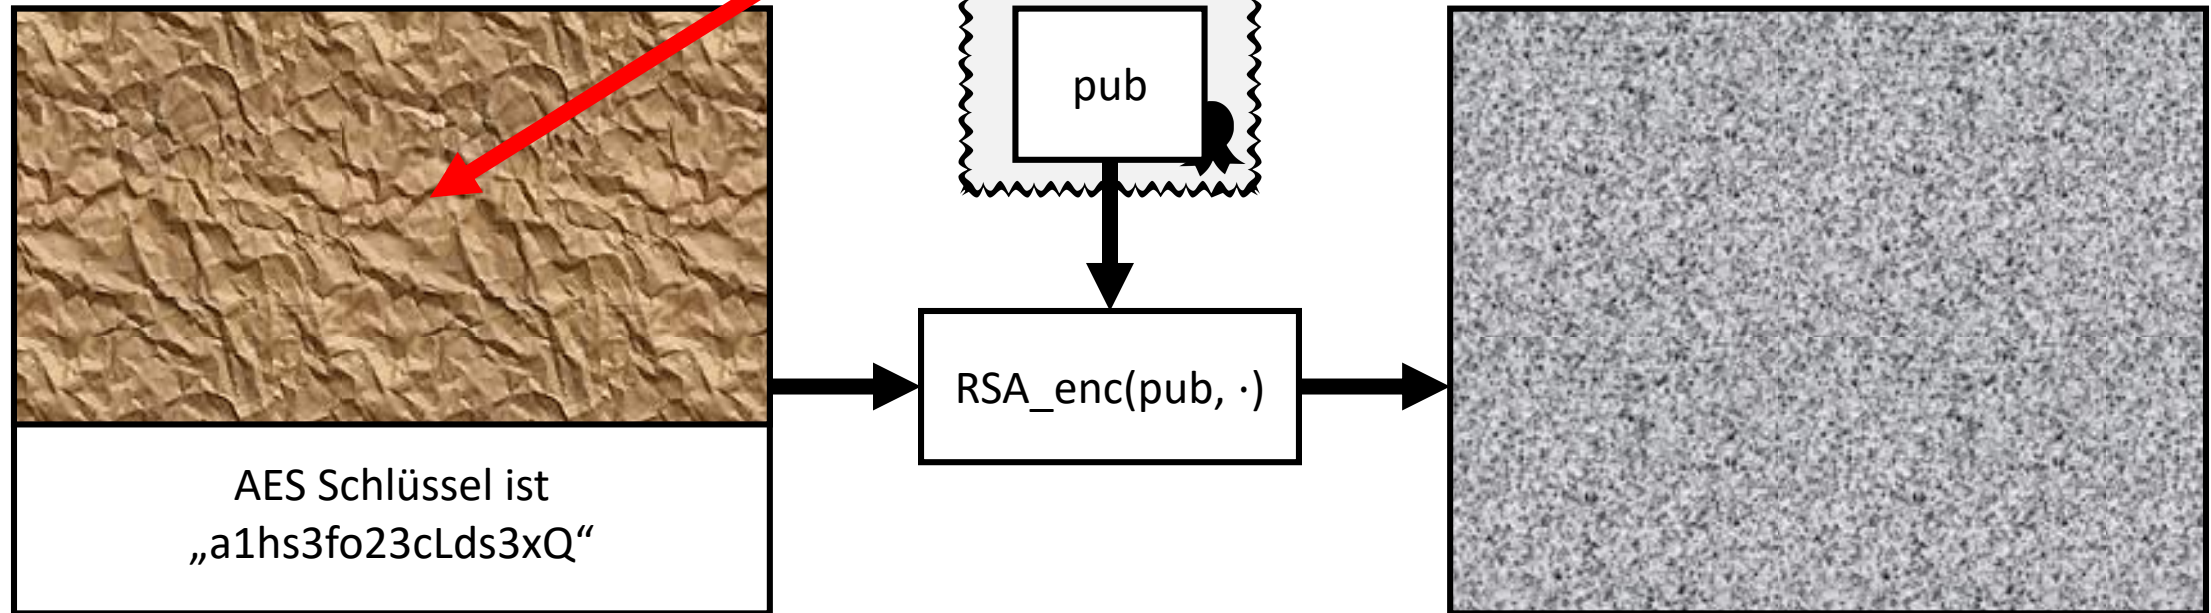 pub
RSA_enc(pub, ·)
AES Schlüssel ist
„a1hs3fo23cLds3xQ“